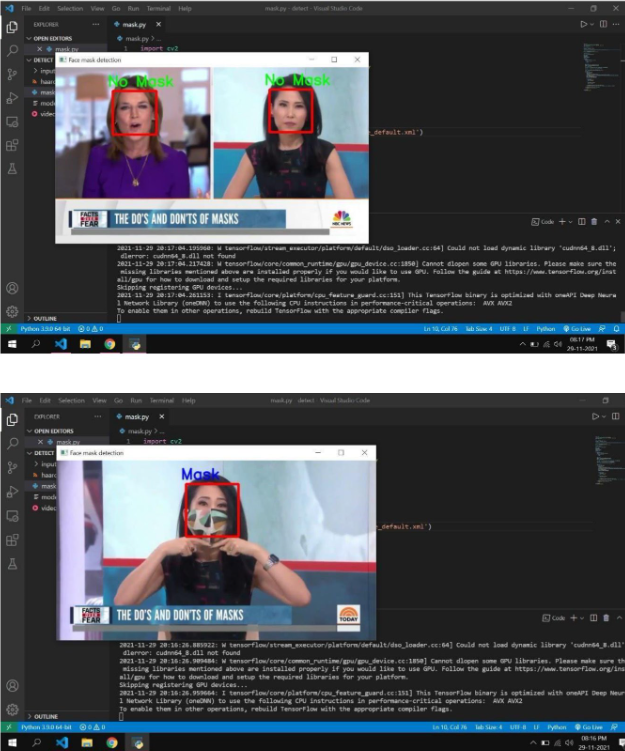 File Edit Selection View Go Run Terminal Help
mask.py - detect - Visual Studio Code
EXPLORER
mask.py
OPEN EDITORS
mask.py
mask.py > ...
1 import cv2
DETECT
Face mask detection
No Mask
No Mask
_default.xml')
FACTS OVER FEAR
THE DO'S AND DON'TS OF MASKS
NBC NEWS
Code
2021-11-29 20:17:04.195960: W tensorflow/stream_executor/platform/default/dso_loader.cc:64] Could not load dynamic library 'cudnn64_8.dll';
dlerror: cudnn64_8.dll not found
2021-11-29 20:17:04.217428: W tensorflow/core/common_runtime/gpu/gpu_device.cc:1850] Cannot dlopen some GPU libraries. Please make sure the
missing libraries mentioned above are installed properly if you would like to use GPU. Follow the guide at https://www.tensorflow.org/inst
all/gpu for how to download and setup the required libraries for your platform.
Skipping registering GPU devices...
2021-11-29 20:17:04.261153: I tensorflow/core/platform/cpu_feature_guard.cc:151] This TensorFlow binary is optimized with oneAPI Deep Neura
l Network Library (oneDNN) to use the following CPU instructions in performance-critical operations: AVX AVX2
To enable them in other operations, rebuild TensorFlow with the appropriate compiler flags.
OUTLINE
Python 3.9.0 64-bit 0 0 Ln 10, Col 76 Tab Size: 4 UTF-8 LF Python Go Live
08:17 PM
29-11-2021
File Edit Selection View Go Run Terminal Help
mask.py - detect - Visual Studio Code
EXPLORER
mask.py
OPEN EDITORS
mask.py
mask.py > ...
1 import cv2
DETECT
Face mask detection
Mask
_default.xml')
FACTS OVER FEAR
THE DO'S AND DON'TS OF MASKS
TODAY
Code
2021-11-29 20:16:26.885922: W tensorflow/stream_executor/platform/default/dso_loader.cc:64] Could not load dynamic library 'cudnn64_8.dll'
dlerror: cudnn64_8.dll not found
2021-11-29 20:16:26.909484: W tensorflow/core/common_runtime/gpu/gpu_device.cc:1850] Cannot dlopen some GPU libraries. Please make sure th
missing libraries mentioned above are installed properly if you would like to use GPU. Follow the guide at https://www.tensorflow.org/ins
all/gpu for how to download and setup the required libraries for your platform.
Skipping registering GPU devices...
2021-11-29 20:16:26.959664: I tensorflow/core/platform/cpu_feature_guard.cc:151] This TensorFlow binary is optimized with oneAPI Deep Neur
l Network Library (oneDNN) to use the following CPU instructions in performance-critical operations: AVX AVX2
To enable them in other operations, rebuild TensorFlow with the appropriate compiler flags.
OUTLINE
Python 3.9.0 64-bit 0 0 Ln 10, Col 76 Tab Size: 4 UTF-8 LF Python Go Live
08:16 PM
29-11-2021